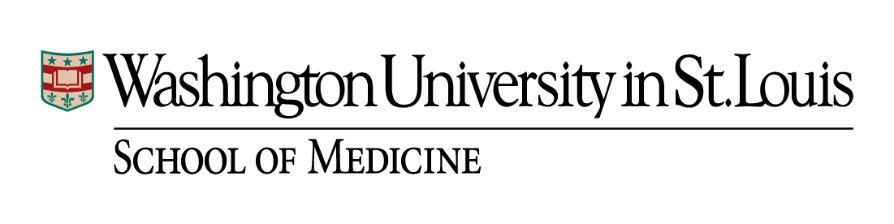 Washington University in St. Louis
School of Medicine